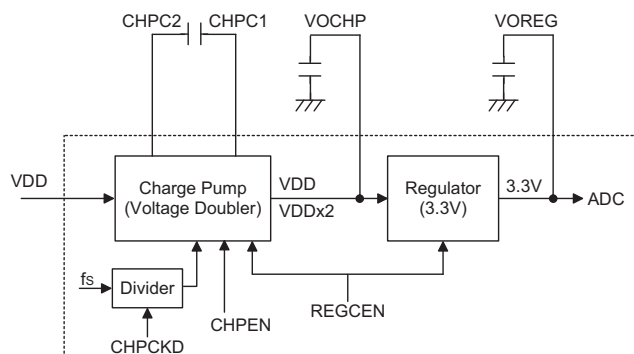 CHPC2 CHPC1 VOCHP VOREG
VDD
Charge Pump
(Voltage Doubler)
VDD
VDDx2
Regulator
(3.3V)
3.3V
ADC
fS
Divider
CHPEN
REGCEN
CHPCKD